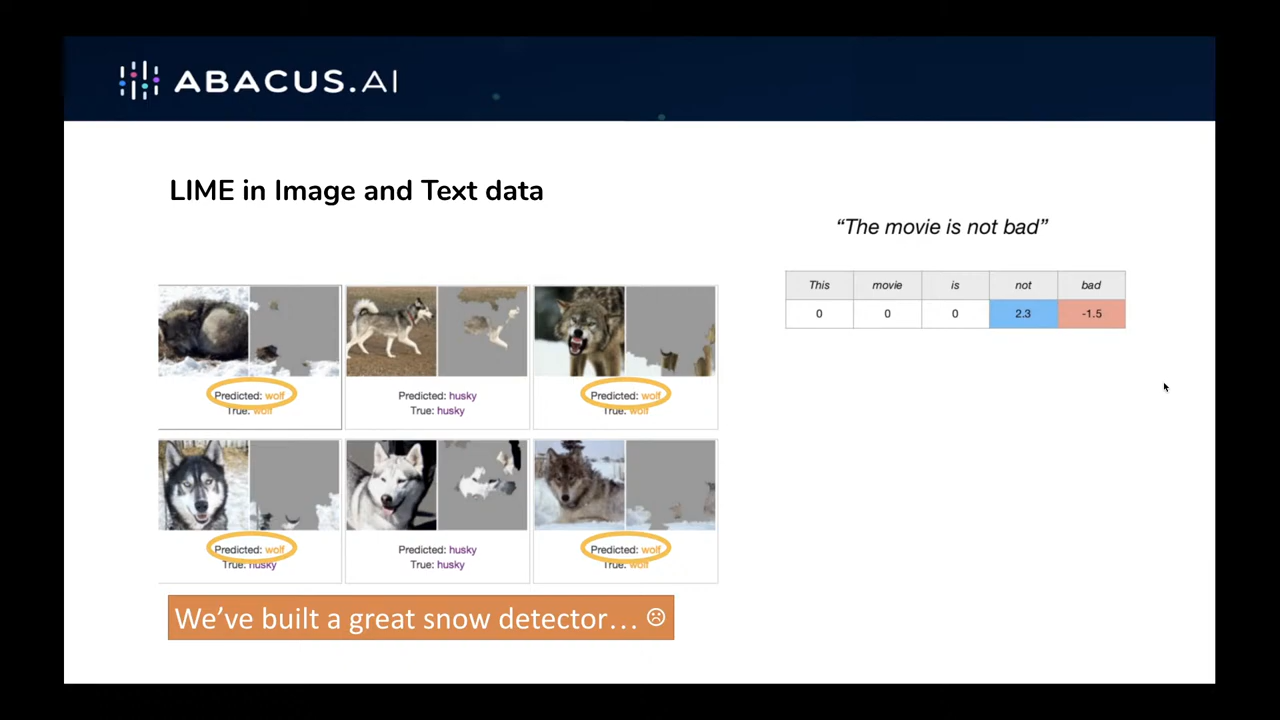 ABACUS.AI
LIME in Image and Text data
“The movie is not bad”
This movie is not bad
0 0 0 2.3 -1.5
Predicted: wolf
True: wolf
Predicted: husky
True: husky
Predicted: wolf
True: wolf
Predicted: wolf
True: husky
Predicted: husky
True: husky
Predicted: wolf
True: wolf
We’ve built a great snow detector… ☹